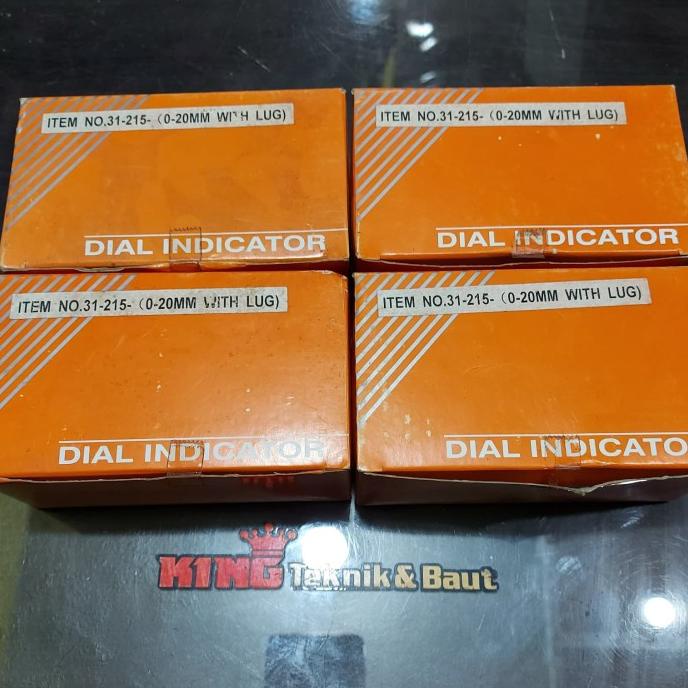 ITEM NO.31-215-（0-20MM WITH LUG)
DIAL INDICATOR
ITEM NO.31-215-（0-20MM WITH LUG)
DIAL INDICATOR
ITEM NO.31-215-（0-20MM WITH LUG)
DIAL INDICATOR
ITEM NO.31-215-（0-20MM WITH LUG)
DIAL INDICATO
KING Teknik & Baut